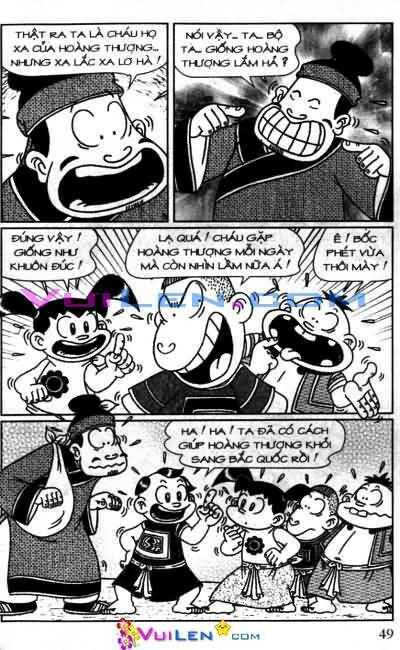 THẬT RA TA LÀ CHÁU HỌ
XA CỦA HOÀNG THƯỢNG...
NHƯNG XA LẮC XA LƠ HÀ !
NÓI VẬY... TA... BỘ
TA... GIỐNG HOÀNG
THƯỢNG LẮM HẢ ?
ĐÚNG VẬY !
GIỐNG NHƯ
KHUÔN ĐÚC !
LẠ QUÁ ! CHÁU GẶP
HOÀNG THƯỢNG MỖI NGÀY
MÀ CÒN NHÌN LẦM NỮA Á !
Ê ! BỐC
PHÉT VỪA
THÔI MÀY !
VUILEN.COM
HA ! HA ! TA ĐÃ CÓ CÁCH
GIÚP HOÀNG THƯỢNG KHỎI
SANG BẮC QUỐC RỒI !
49
VUILEN.COM